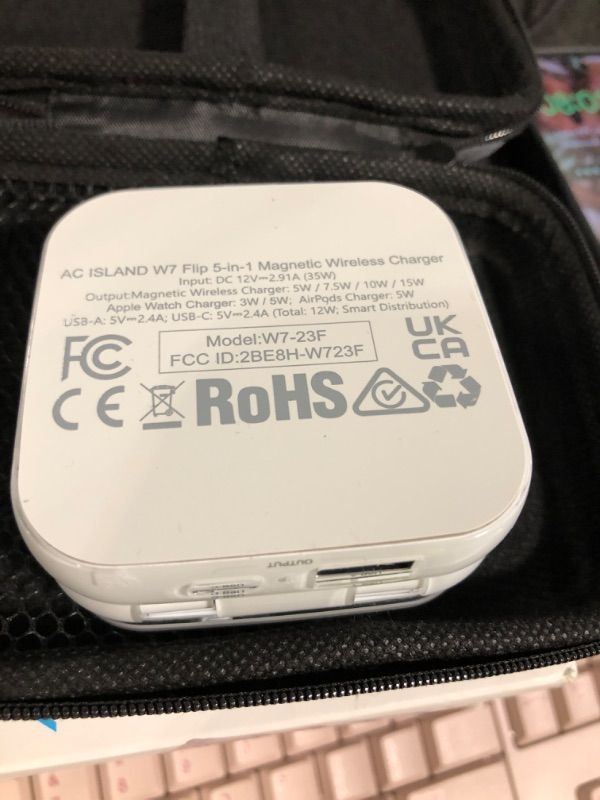 AC ISLAND W7 Flip 5-in-1 Magnetic Wireless Charger
Input: DC 12V⎓2.91A (35W)
Output:Magnetic Wireless Charger: 5W / 7.5W / 10W / 15W
Apple Watch Charger: 3W / 5W; AirPqds Charger: 5W
USB-A: 5V⎓2.4A; USB-C: 5V⎓2.4A (Total: 12W; Smart Distribution)
Model:W7-23F
FCC ID:2BE8H-W723F
FC
UK
CA
CE RoHS
OUTPUT